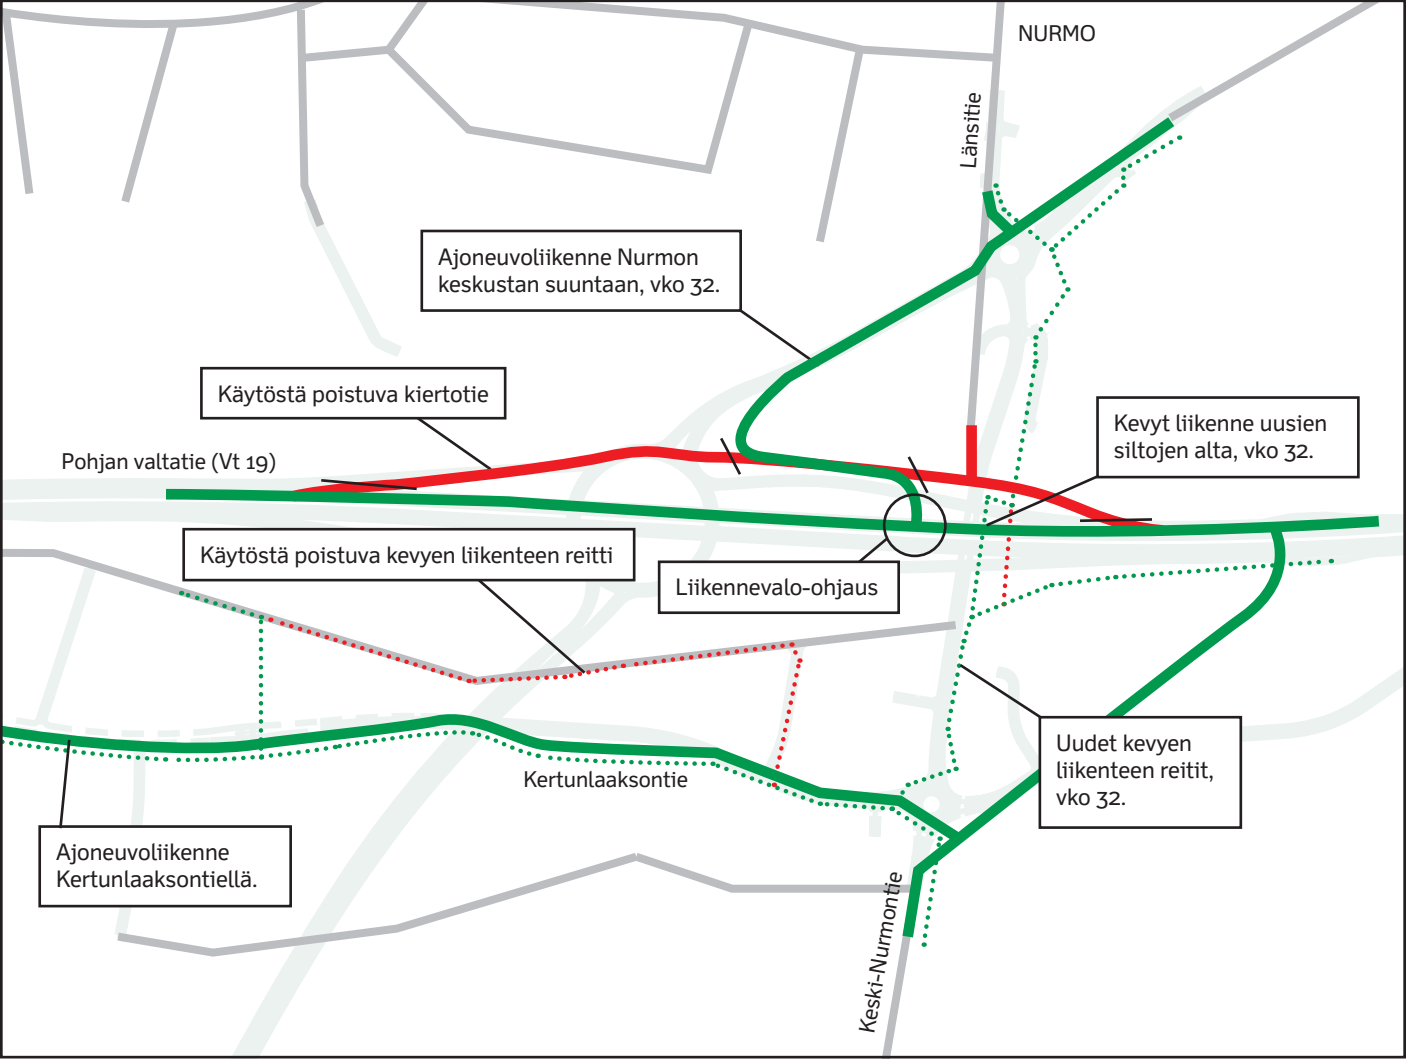 NURMO
Länsitie
Ajoneuvoliikenne Nurmon
keskustan suuntaan, vko 32.
Käytöstä poistuva kiertotie
Kevyt liikenne uusien
siltojen alta, vko 32.
Pohjan valtatie (Vt 19)
Käytöstä poistuva kevyen liikenteen reitti
Liikennevalo-ohjaus
Uudet kevyen
liikenteen reitit,
vko 32.
Kertunlaaksontie
Ajoneuvoliikenne
Kertunlaaksontiellä.
Keski-Nurmontie